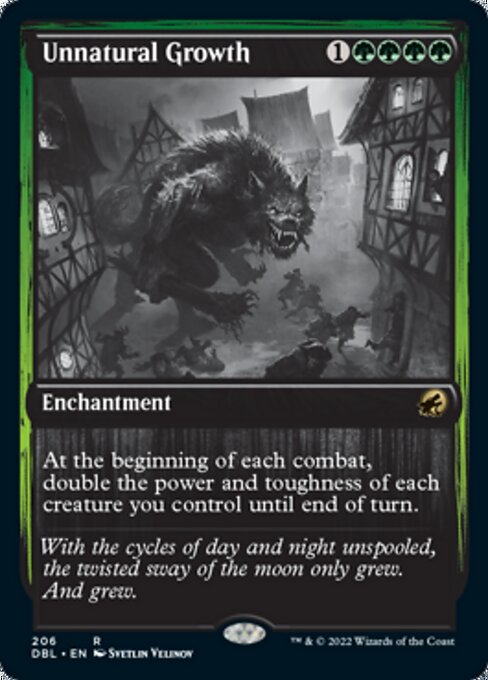 Unnatural Growth 1
Enchantment
At the beginning of each combat,
double the power and toughness of each
creature you control until end of turn.
With the cycles of day and night unspooled,
the twisted sway of the moon only grew.
And grew.
206 R
DBL • EN Svetlin Velinov
™ & © 2022 Wizards of the Coast